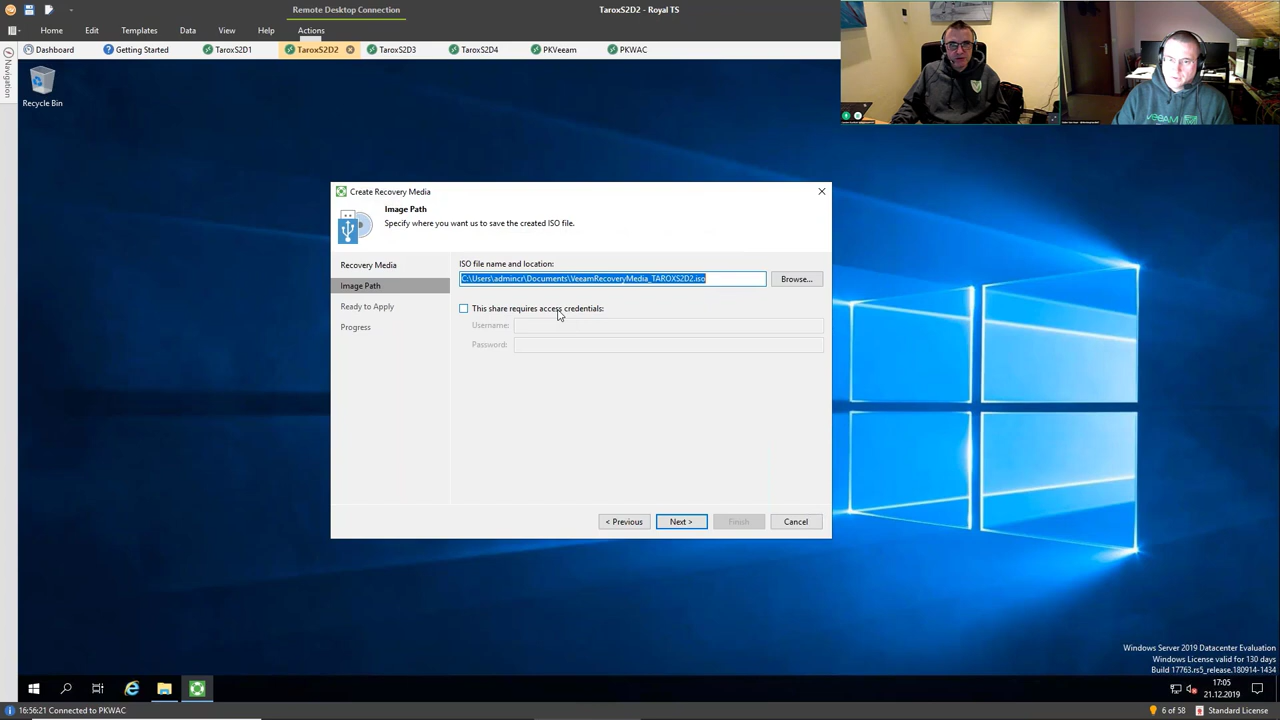 Remote Desktop Connection
TaroxS2D2 - Royal TS
Home Edit Templates Data View Help Actions
Navigation
Dashboard Getting Started TaroxS2D1 TaroxS2D2 TaroxS2D3 TaroxS2D4 PKVeeam PKWAC
Recycle Bin
Create Recovery Media
Image Path
Specify where you want us to save the created ISO file.
Recovery Media
Image Path
Ready to Apply
Progress
ISO file name and location:
C:\Users\admincr\Documents\VeeamRecoveryMedia_TAROXS2D2.iso
Browse...
This share requires access credentials:
Username:
Password:
< Previous Next > Finish Cancel
veeAM
Windows Server 2019 Datacenter Evaluation
Windows License valid for 130 days
Build 17763.rs5_release.180914-1434
17:05
21.12.2019
16:56:21 Connected to PKWAC
6 of 58 Standard License